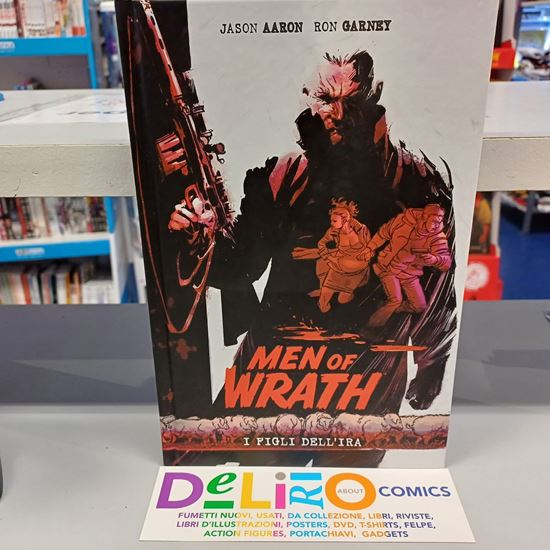 JASON AARON RON GARNEY
MEN OF
WRATH
I FIGLI DELL'IRA
DeLiRiO ABOUT COMICS
FUMETTI NUOVI, USATI, DA COLLEZIONE, LIBRI, RIVISTE,
LIBRI D'ILLUSTRAZIONI, POSTERS, DVD, T-SHIRTS, FELPE,
ACTION FIGURES, PORTACHIAVI, GADGETS